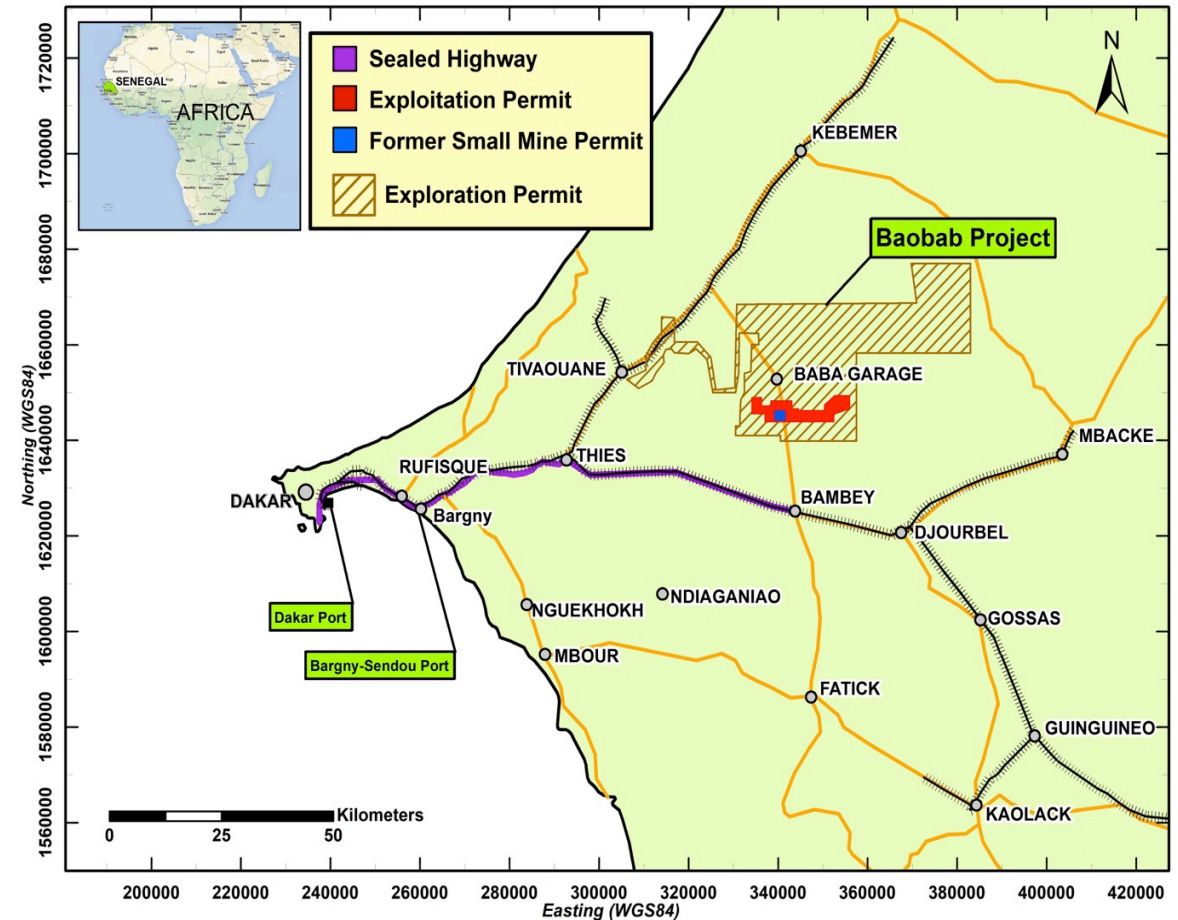 SENEGAL
AFRICA
Sealed Highway
Exploitation Permit
Former Small Mine Permit
Exploration Permit
N
KEBEMER
Baobab Project
TIVAOUANE
BABA GARAGE
MBACKE
THIES
RUFISQUE
DAKAR
Bargny
BAMBEY
DJOURBEL
Dakar Port
NGUEKHOKH
NDIAGANIAO
GOSSAS
Bargny-Sendou Port
MBOUR
FATICK
GUINGUINEO
KAOLACK
Kilometers
0 25 50
1720000
1700000
1680000
1660000
1640000
1620000
1600000
1580000
1560000
Northing (WGS84)
200000 220000 240000 260000 280000 300000 320000 340000 360000 380000 400000 420000
Easting (WGS84)